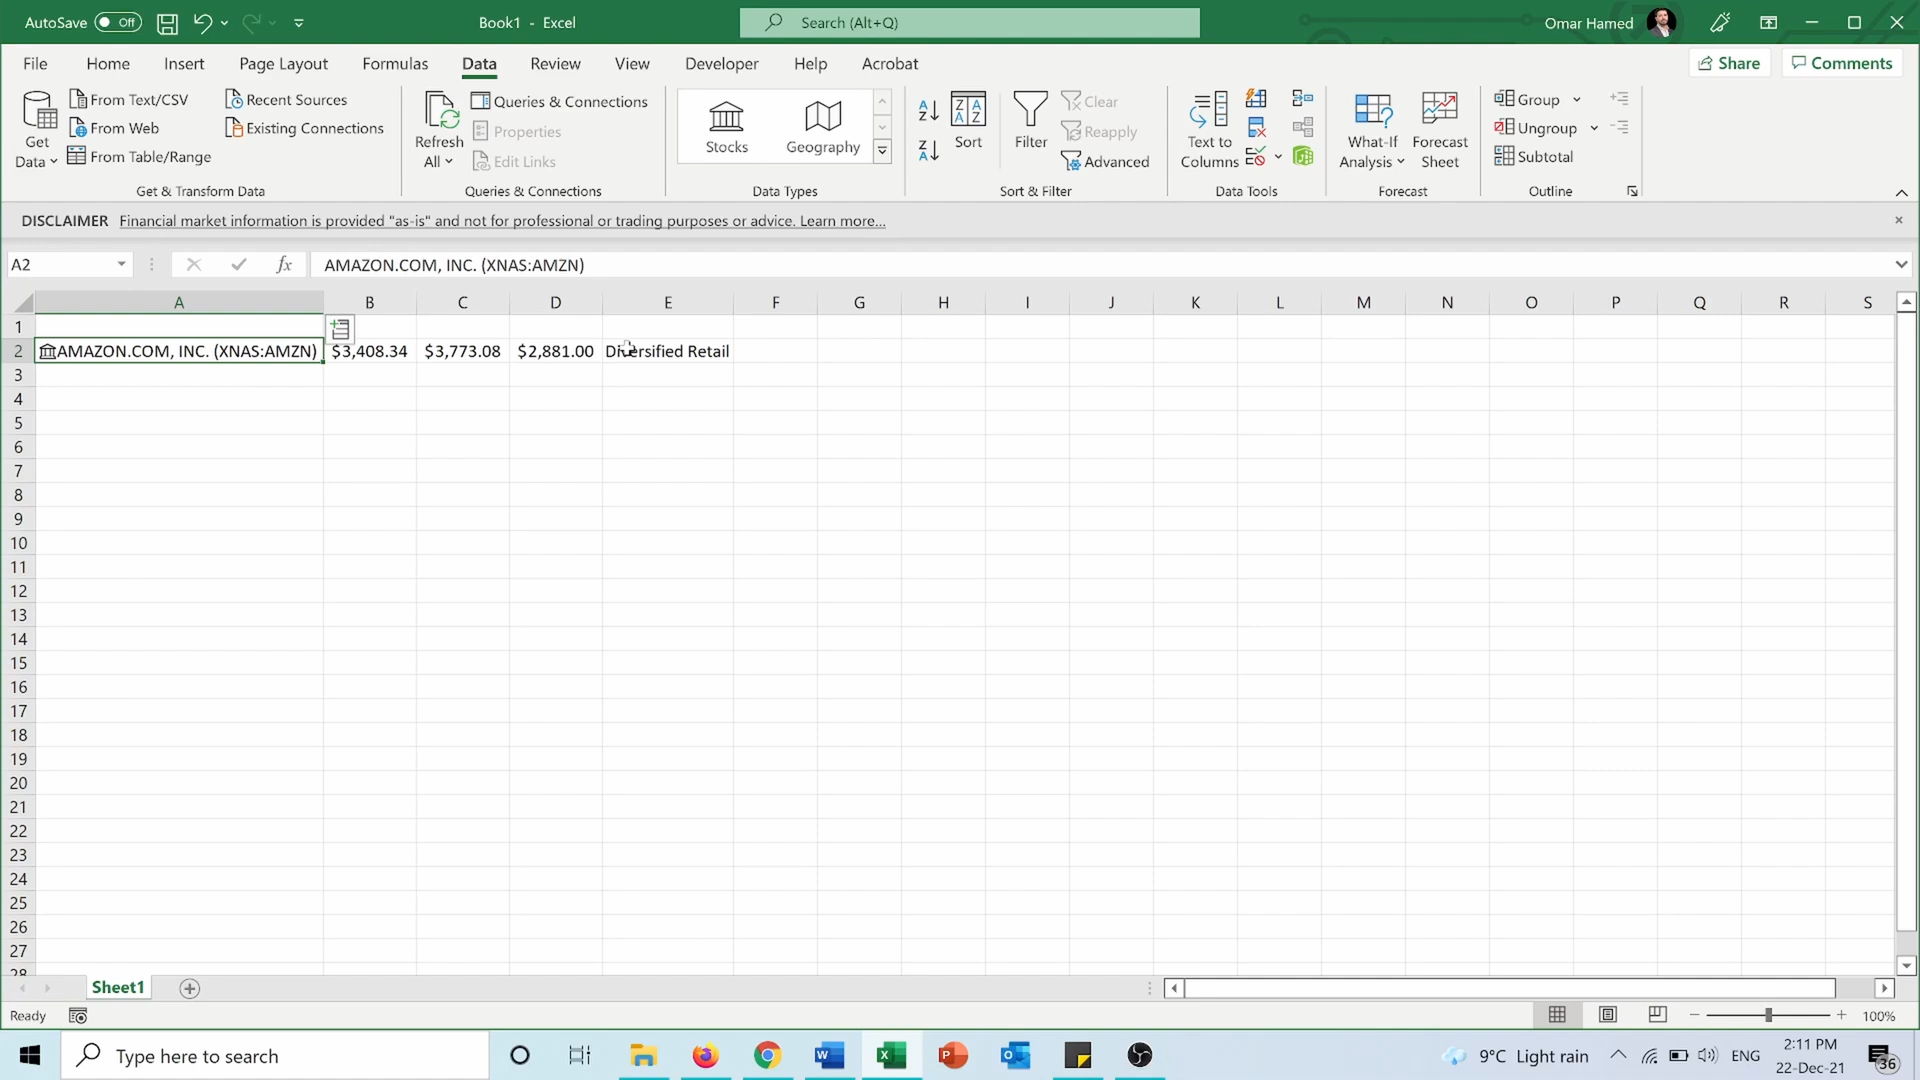 AutoSave Off Book1 - Excel Search (Alt+Q) Omar Hamed
File Home Insert Page Layout Formulas Data Review View Developer Help Acrobat Share Comments
Get Data
From Text/CSV
From Web
From Table/Range
Recent Sources
Existing Connections
Get & Transform Data
Refresh All
Queries & Connections
Properties
Edit Links
Queries & Connections
Stocks
Geography
Data Types
Sort
Filter
Clear
Reapply
Advanced
Sort & Filter
Text to Columns
Data Tools
What-If Analysis
Forecast Sheet
Forecast
Group
Ungroup
Subtotal
Outline
DISCLAIMER Financial market information is provided "as-is" and not for professional or trading purposes or advice. Learn more...
A2 fx AMAZON.COM, INC. (XNAS:AMZN)
A B C D E F G H I J K L M N O P Q R S
1
2 AMAZON.COM, INC. (XNAS:AMZN) $3,408.34 $3,773.08 $2,881.00 Diversified Retail
3
4
5
6
7
8
9
10
11
12
13
14
15
16
17
18
19
20
21
22
23
24
25
26
27
28
Sheet1
Ready 100%
Type here to search 9°C Light rain ENG 2:11 PM
22-Dec-21 36